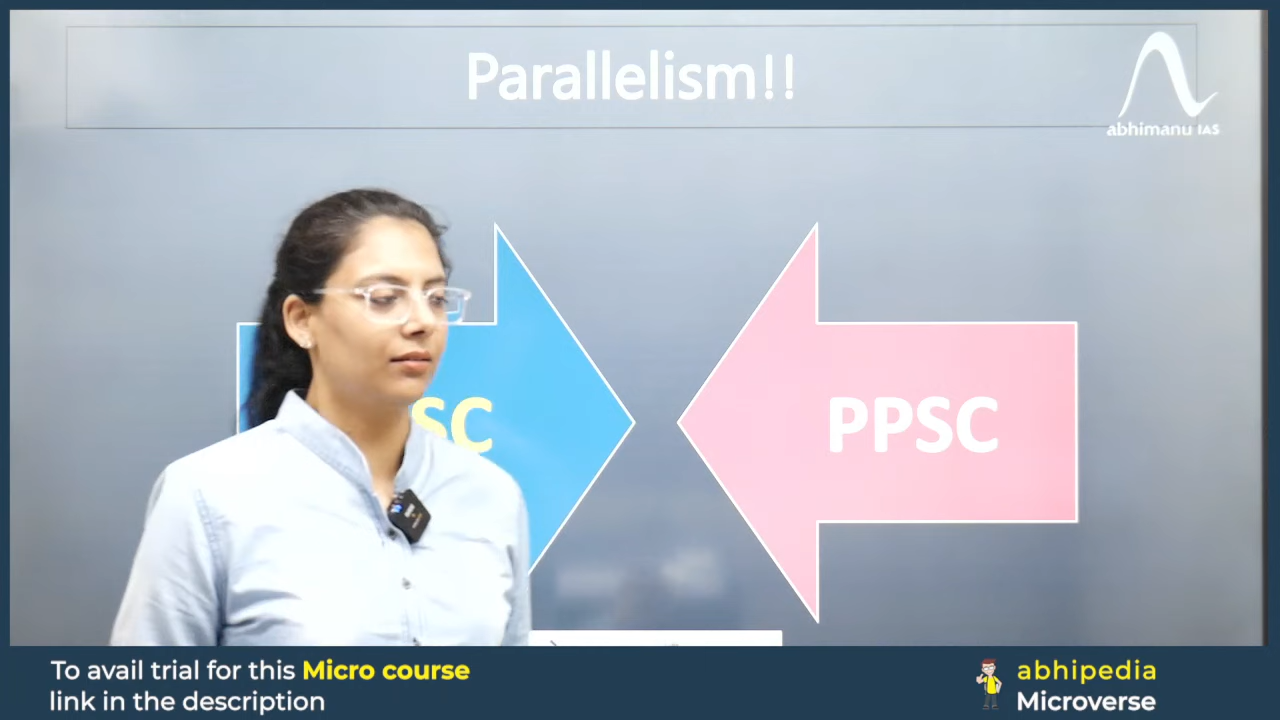 Parallelism!!
abhimanu IAS
SC
PPSC
To avail trial for this Micro course
link in the description
abhipedia
Microverse